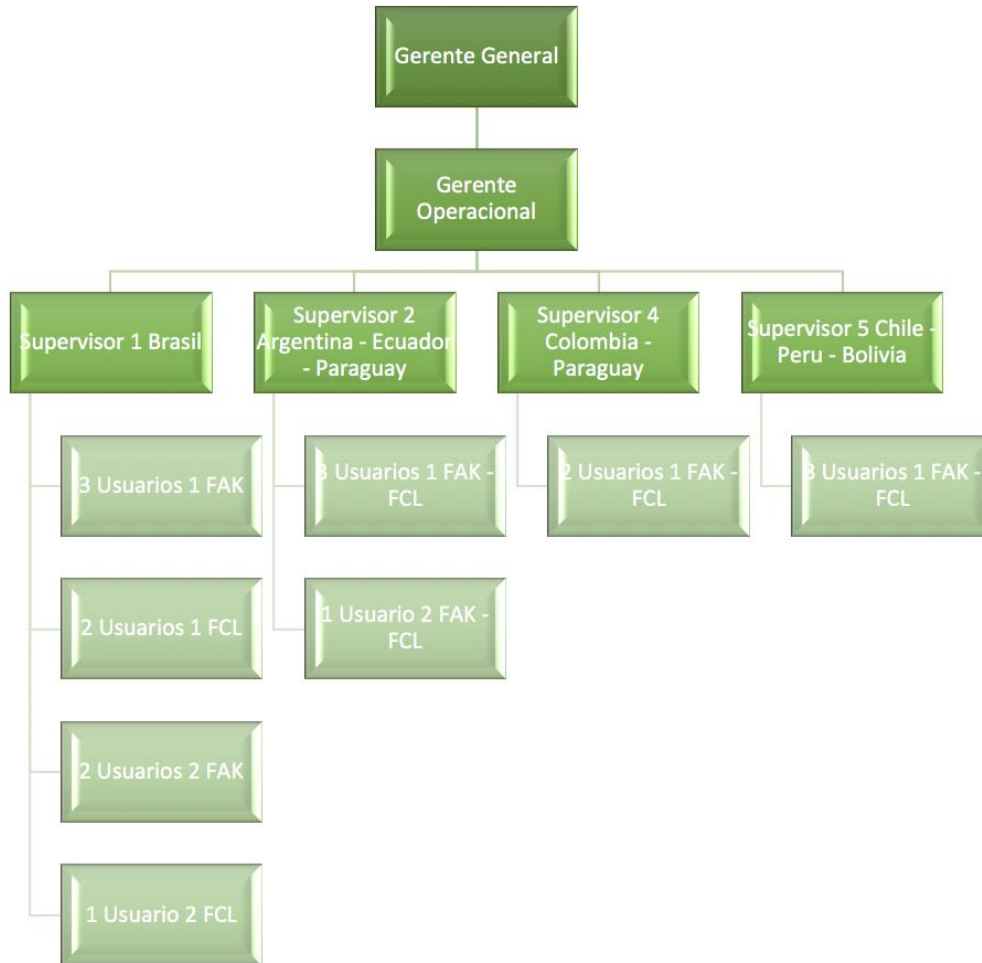 Gerente General
Gerente
Operacional
Supervisor 1 Brasil
Supervisor 2
Argentina - Ecuador
- Paraguay
Supervisor 4
Colombia -
Paraguay
Supervisor 5 Chile -
Peru - Bolivia
3 Usuarios 1 FAK
2 Usuarios 1 FCL
2 Usuarios 2 FAK
1 Usuario 2 FCL
3 Usuarios 1 FAK -
FCL
1 Usuario 2 FAK -
FCL
2 Usuarios 1 FAK -
FCL
3 Usuarios 1 FAK -
FCL